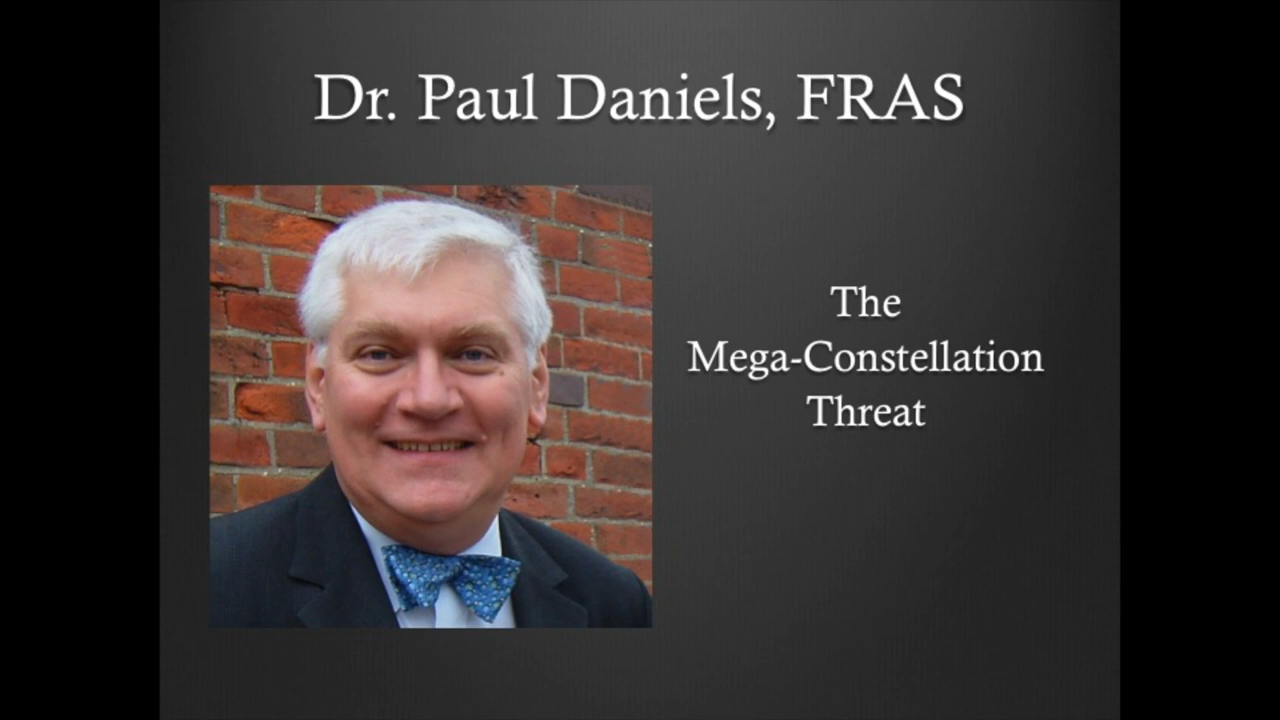 Dr. Paul Daniels, FRAS
The
Mega-Constellation
Threat